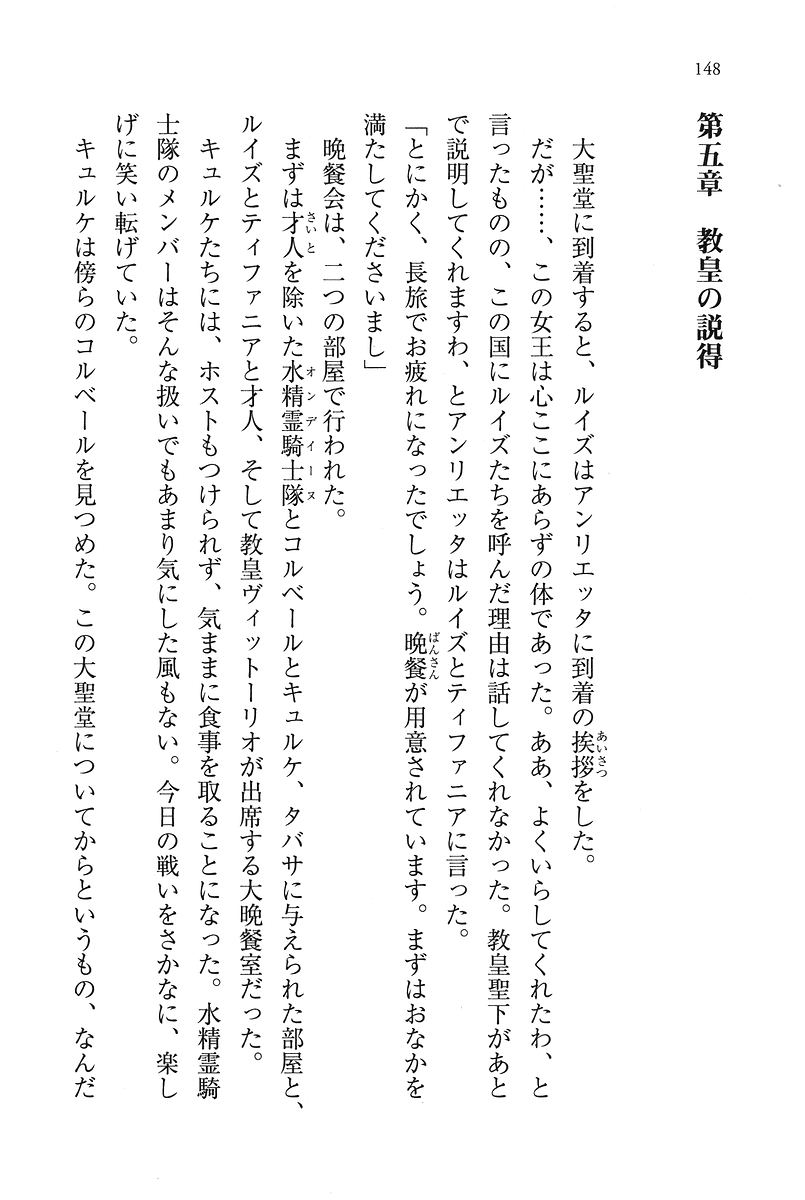 148
第五章　教皇の説得
　大聖堂に到着すると、ルイズはアンリエッタに到着の挨拶をした。
　だが……、この女王は心ここにあらずの体であった。ああ、よくいらしてくれたわ、と
言ったものの、この国にルイズたちを呼んだ理由は話してくれなかった。教皇聖下があと
で説明してくれますわ、とアンリエッタはルイズとティファニアに言った。
「とにかく、長旅でお疲れになったでしょう。晩餐が用意されています。まずはおなかを
満たしてくださいまし」
　晩餐会は、二つの部屋で行われた。
　まずは才人を除いた水精霊騎士隊とコルベールとキュルケ、タバサに与えられた部屋と、
ルイズとティファニアと才人、そして教皇ヴィットーリオが出席する大晩餐室だった。
　キュルケたちには、ホストもつけられず、気ままに食事を取ることになった。水精霊騎
士隊のメンバーはそんな扱いでもあまり気にした風もない。今日の戦いをさかなに、楽し
げに笑い転げていた。
　キュルケは傍らのコルベールを見つめた。この大聖堂についてからというもの、なんだ